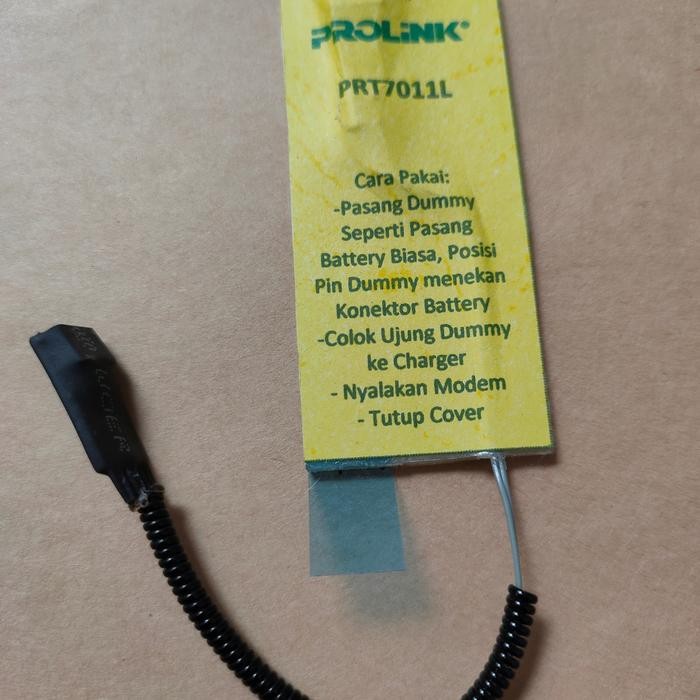 PROLiNK®
PRT7011L
Cara Pakai:
-Pasang Dummy
Seperti Pasang
Battery Biasa, Posisi
Pin Dummy menekan
Konektor Battery
-Colok Ujung Dummy
ke Charger
- Nyalakan Modem
- Tutup Cover